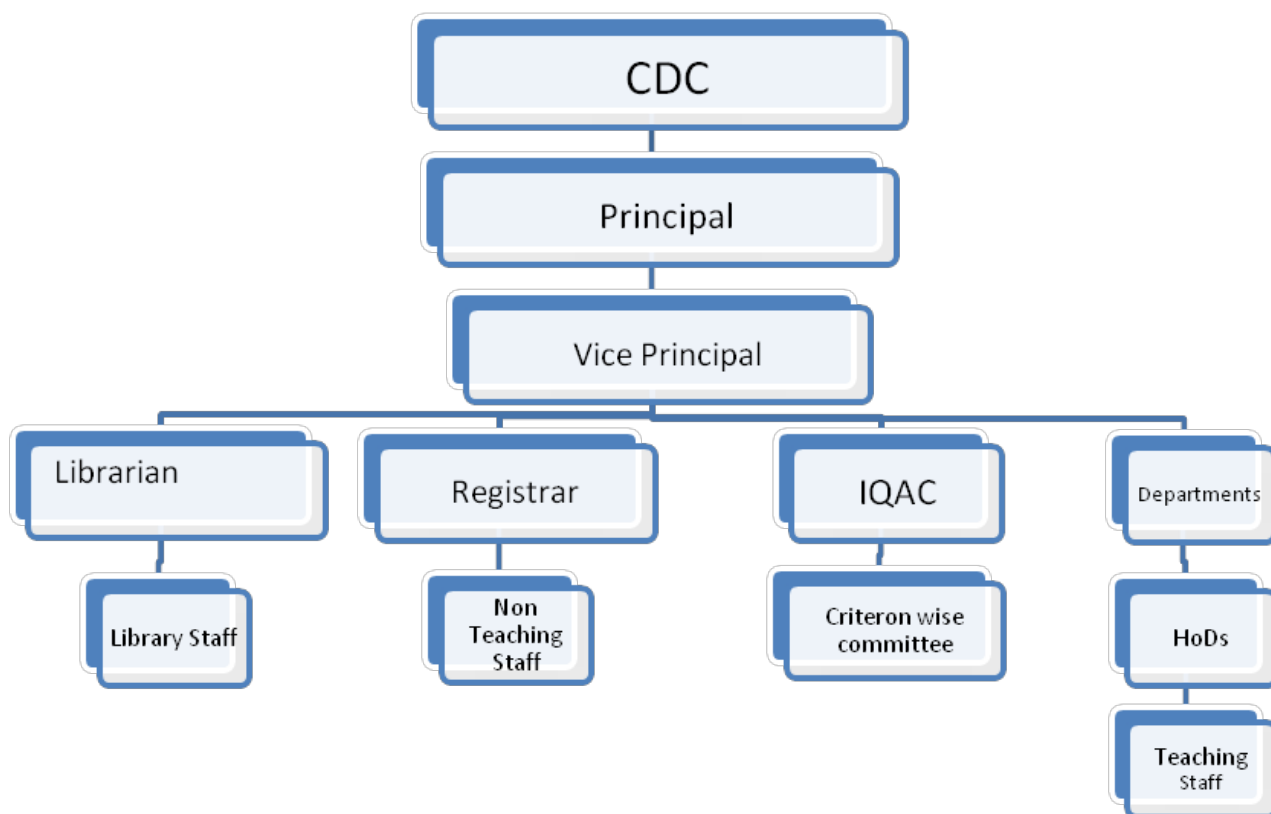 CDC
Principal
Vice Principal
Librarian
Registrar
IQAC
Departments
Library Staff
Non
Teaching
Staff
Criteron wise
committee
HoDs
Teaching
Staff